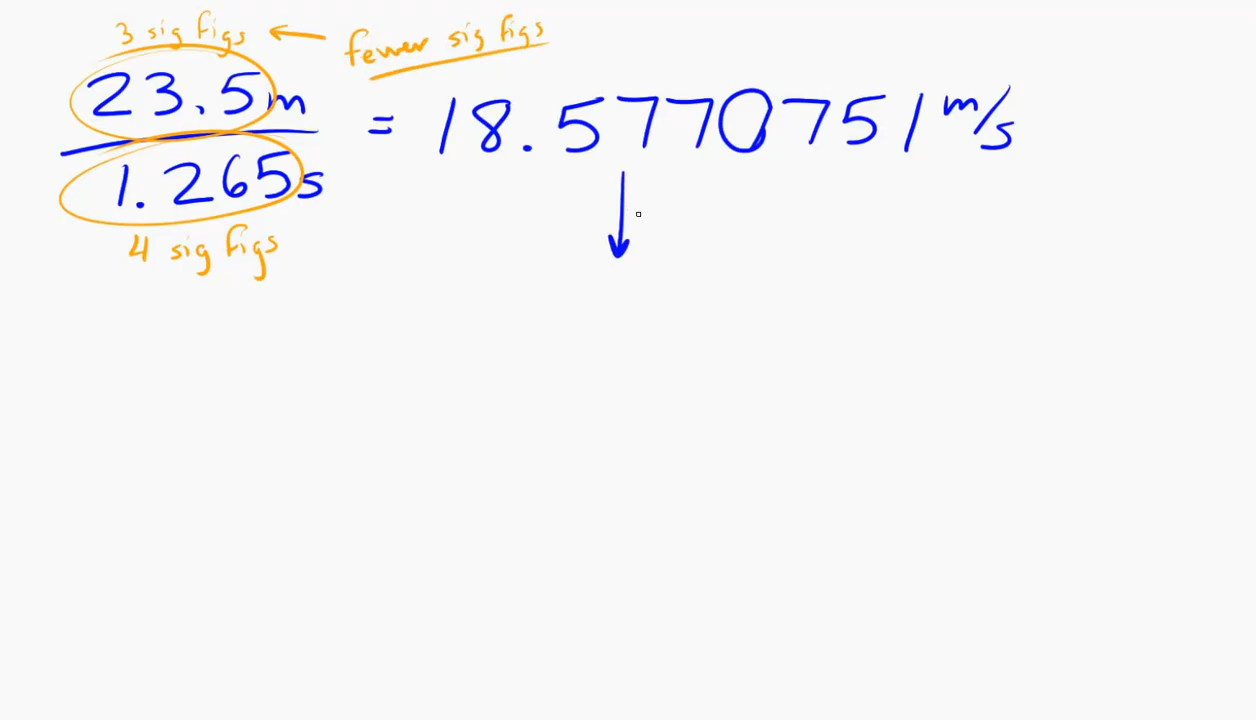 3 sig figs ← fewer sig figs
23.5m
1.265s
= 18.5770751 m/s
4 sig figs